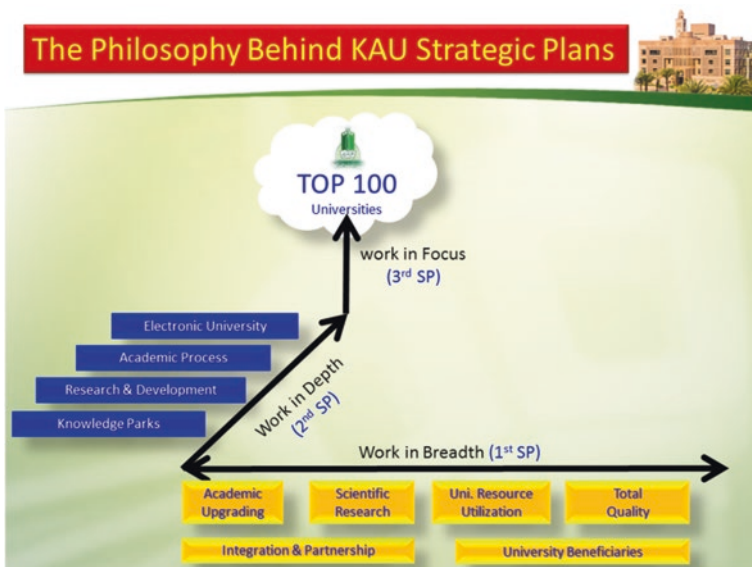 The Philosophy Behind KAU Strategic Plans
TOP 100
Universities
work in Focus
(3rd SP)
Electronic University
Academic Process
Research & Development
Knowledge Parks
Work in Depth
(2nd SP)
Work in Breadth (1st SP)
Academic
Upgrading
Scientific
Research
Uni. Resource
Utilization
Total
Quality
Integration & Partnership
University Beneficiaries